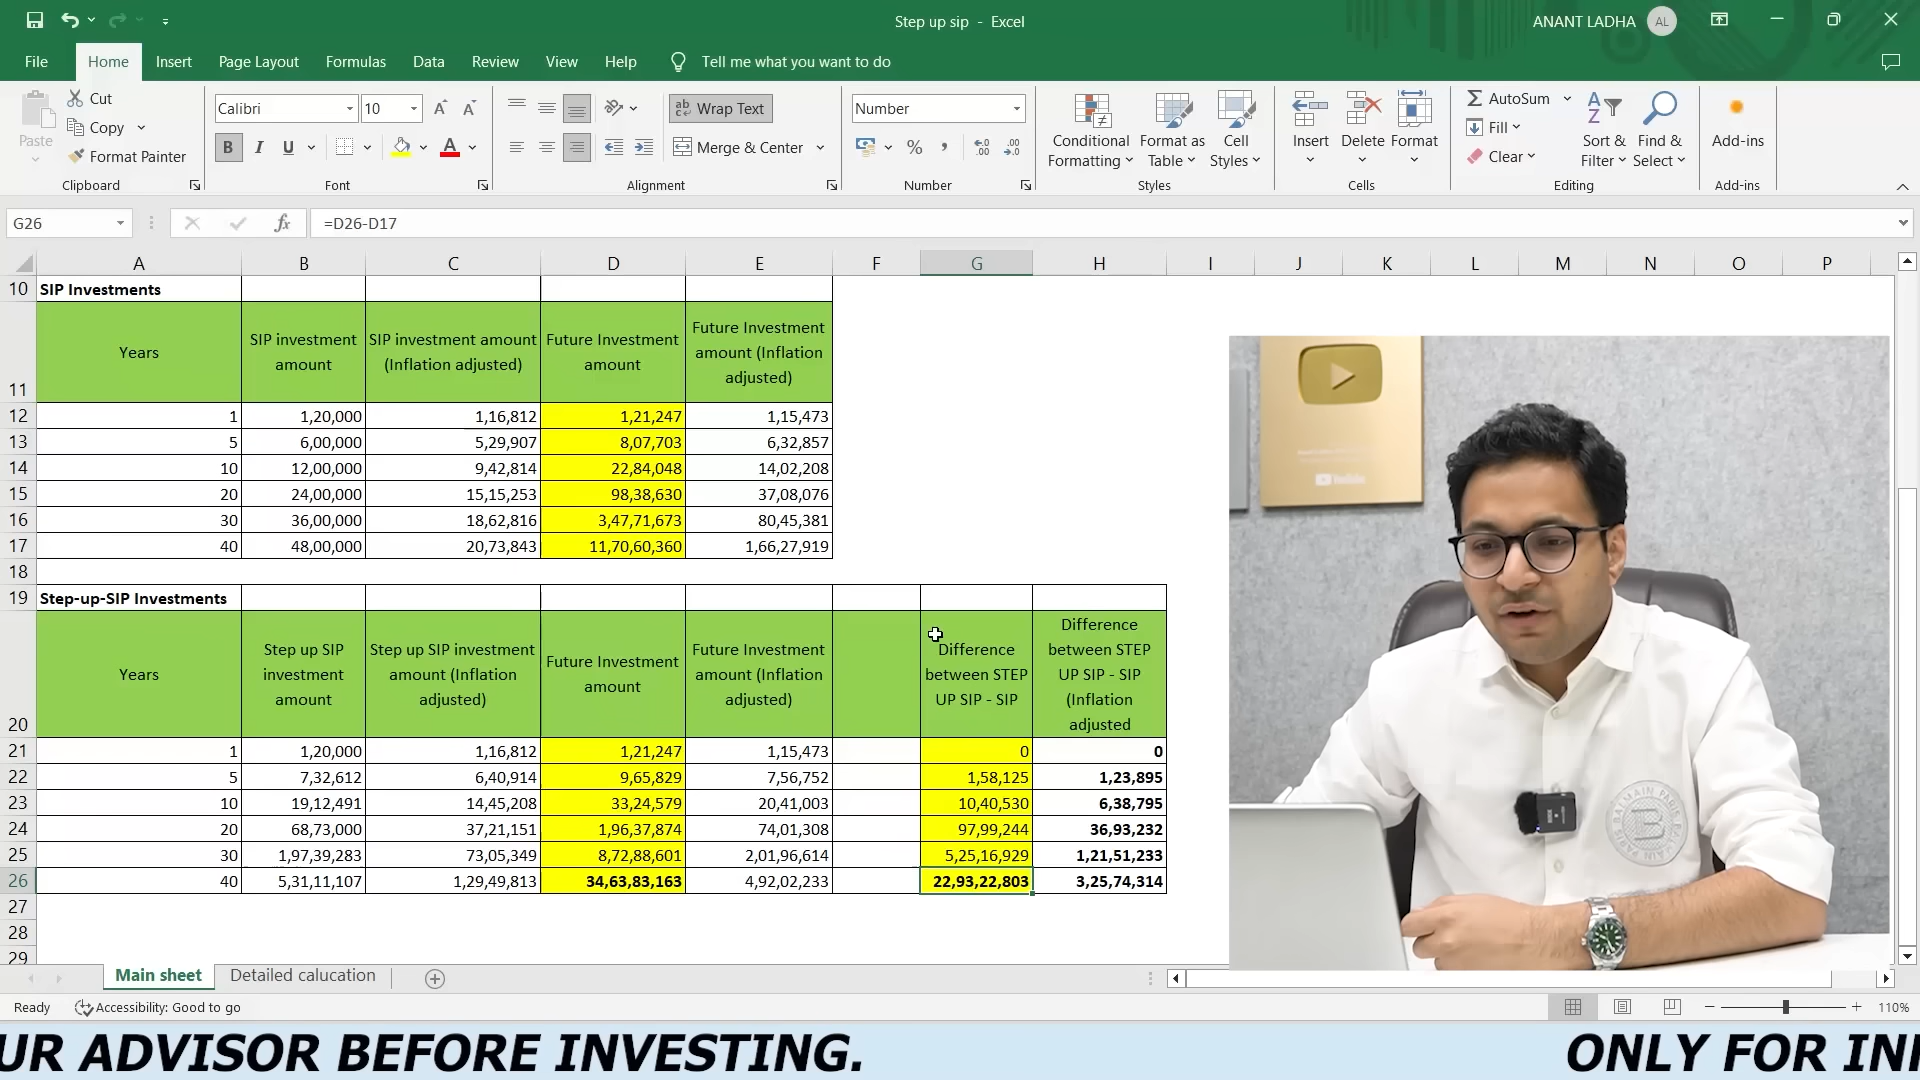 Step up sip - Excel
ANANT LADHA AL
File Home Insert Page Layout Formulas Data Review View Help Tell me what you want to do
Paste
Cut
Copy
Format Painter
Clipboard
Calibri 10
B I U
Font
Wrap Text
Merge & Center
Alignment
Number
%
Number
Conditional Formatting
Format as Table
Cell Styles
Styles
Insert
Delete
Format
Cells
AutoSum
Fill
Clear
Sort & Filter
Find & Select
Editing
Add-ins
Add-ins
G26 fx =D26-D17
A B C D E F G H I J K L M N O P
10 SIP Investments
11 Years SIP investment amount SIP investment amount (Inflation adjusted) Future Investment amount Future Investment amount (Inflation adjusted)
12 1 1,20,000 1,16,812 1,21,247 1,15,473
13 5 6,00,000 5,29,907 8,07,703 6,32,857
14 10 12,00,000 9,42,814 22,84,048 14,02,208
15 20 24,00,000 15,15,253 98,38,630 37,08,076
16 30 36,00,000 18,62,816 3,47,71,673 80,45,381
17 40 48,00,000 20,73,843 11,70,60,360 1,66,27,919
18
19 Step-up-SIP Investments
20 Years Step up SIP investment amount Step up SIP investment amount (Inflation adjusted) Future Investment amount Future Investment amount (Inflation adjusted) Difference between STEP UP SIP - SIP Difference between STEP UP SIP - SIP (Inflation adjusted
21 1 1,20,000 1,16,812 1,21,247 1,15,473 0 0
22 5 7,32,612 6,40,914 9,65,829 7,56,752 1,58,125 1,23,895
23 10 19,12,491 14,45,208 33,24,579 20,41,003 10,40,530 6,38,795
24 20 68,73,000 37,21,151 1,96,37,874 74,01,308 97,99,244 36,93,232
25 30 1,97,39,283 73,05,349 8,72,88,601 2,01,96,614 5,25,16,929 1,21,51,233
26 40 5,31,11,107 1,29,49,813 34,63,83,163 4,92,02,233 22,93,22,803 3,25,74,314
27
28
29
YouTube
Main sheet Detailed calucation
Ready Accessibility: Good to go 110%
UR ADVISOR BEFORE INVESTING. ONLY FOR